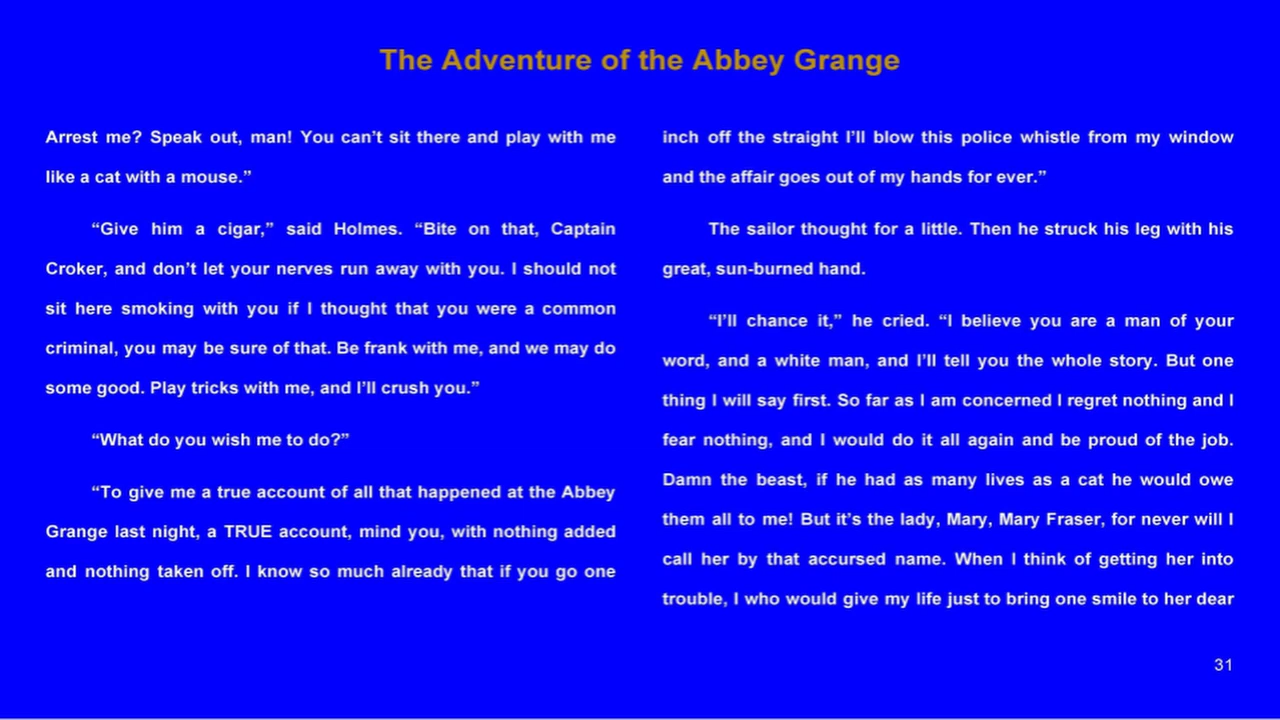 The Adventure of the Abbey Grange
Arrest me? Speak out, man! You can’t sit there and play with me
like a cat with a mouse.”
“Give him a cigar,” said Holmes. “Bite on that, Captain
Croker, and don’t let your nerves run away with you. I should not
sit here smoking with you if I thought that you were a common
criminal, you may be sure of that. Be frank with me, and we may do
some good. Play tricks with me, and I’ll crush you.”
“What do you wish me to do?”
“To give me a true account of all that happened at the Abbey
Grange last night, a TRUE account, mind you, with nothing added
and nothing taken off. I know so much already that if you go one
inch off the straight I’ll blow this police whistle from my window
and the affair goes out of my hands for ever.”
The sailor thought for a little. Then he struck his leg with his
great, sun-burned hand.
“I’ll chance it,” he cried. “I believe you are a man of your
word, and a white man, and I’ll tell you the whole story. But one
thing I will say first. So far as I am concerned I regret nothing and I
fear nothing, and I would do it all again and be proud of the job.
Damn the beast, if he had as many lives as a cat he would owe
them all to me! But it’s the lady, Mary, Mary Fraser, for never will I
call her by that accursed name. When I think of getting her into
trouble, I who would give my life just to bring one smile to her dear
31